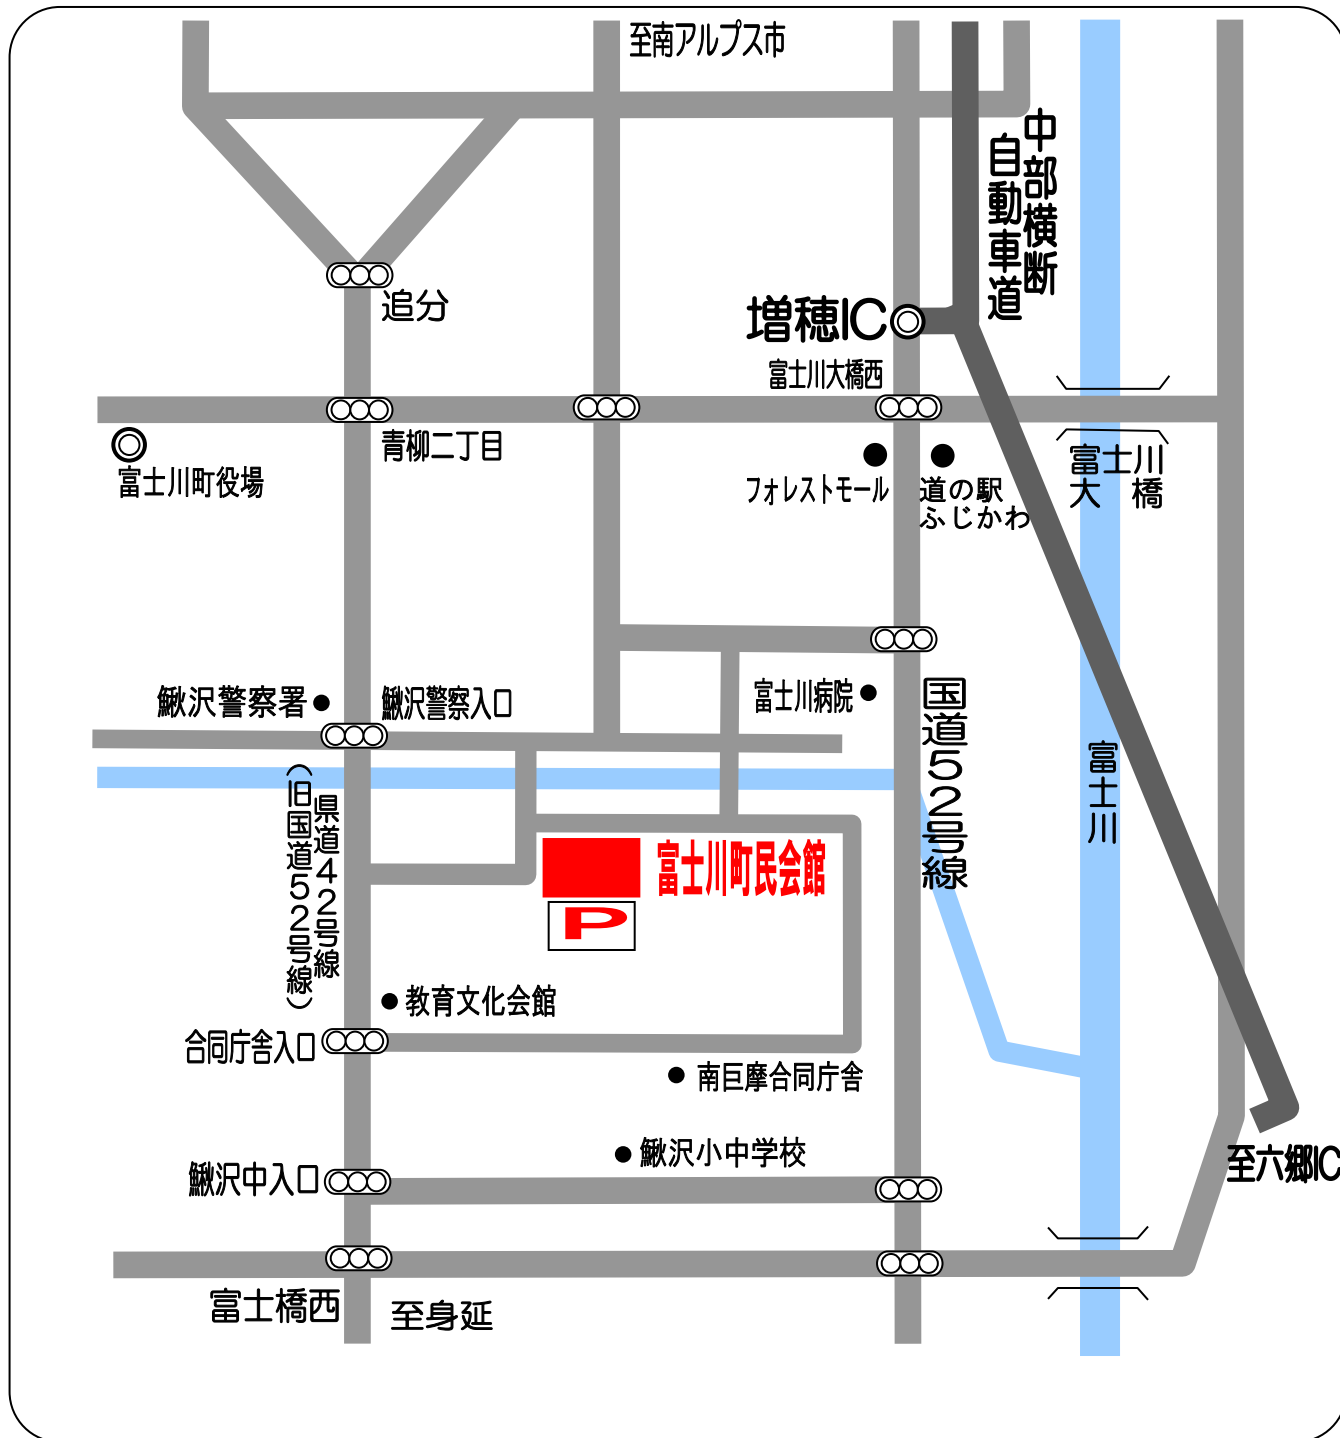 至南アルプス市
中部横断
自動車道
追分
増穂IC
富士川大橋西
青柳二丁目
富士川町役場
フォレストモール
道の駅
ふじかわ
富士川
大橋
鰍沢警察署
鰍沢警察入口
富士川病院
国道52号線
富士川
県道42号線
(旧国道52号線)
富士川町民会館
P
教育文化会館
合同庁舎入口
南巨摩合同庁舎
鰍沢小中学校
鰍沢中入口
至六郷IC
富士橋西
至身延